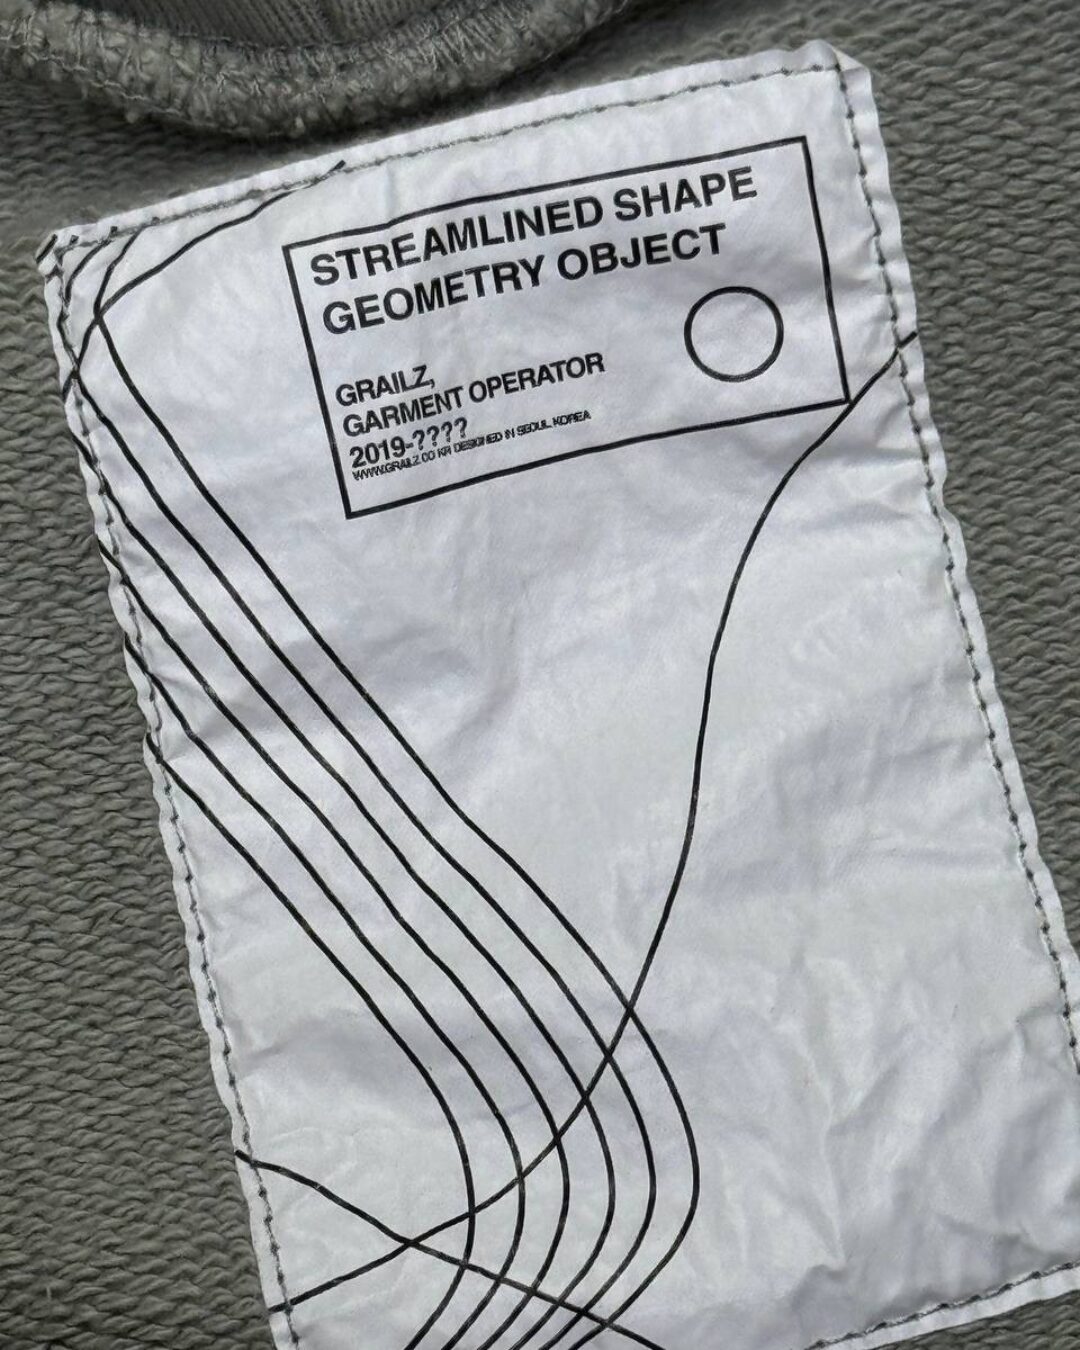 STREAMLINED SHAPE
GEOMETRY OBJECT
GRAILZ,
GARMENT OPERATOR
2019-????
WWW.GRAILZ.CO.KR DESIGNED IN SEOUL, KOREA